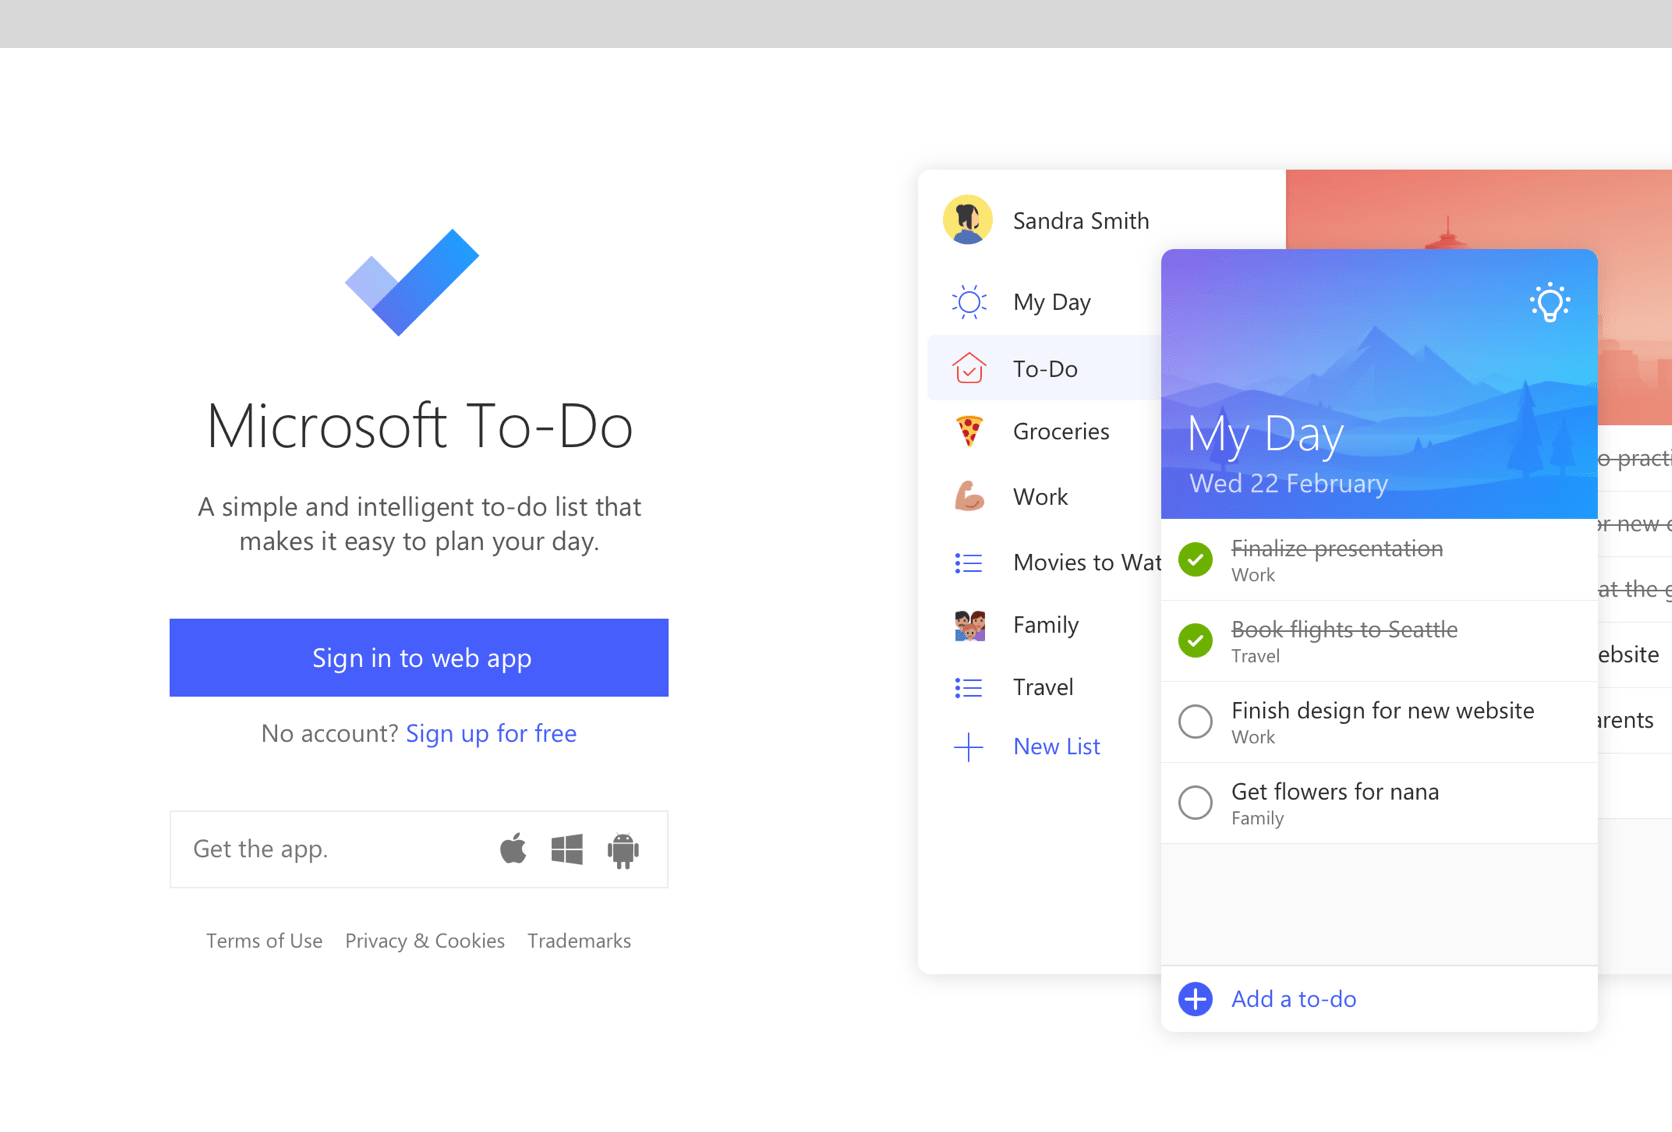 Microsoft To-Do
A simple and intelligent to-do list that
makes it easy to plan your day.
Sign in to web app
No account? Sign up for free
Get the app.
Terms of Use Privacy & Cookies Trademarks
Sandra Smith
My Day
To-Do
Groceries
Work
Movies to Wat
Family
Travel
New List
My Day
Wed 22 February
Finalize presentation
Work
Book flights to Seattle
Travel
Finish design for new website
Work
Get flowers for nana
Family
Add a to-do
o practi
or new
at the g
ebsite
arents